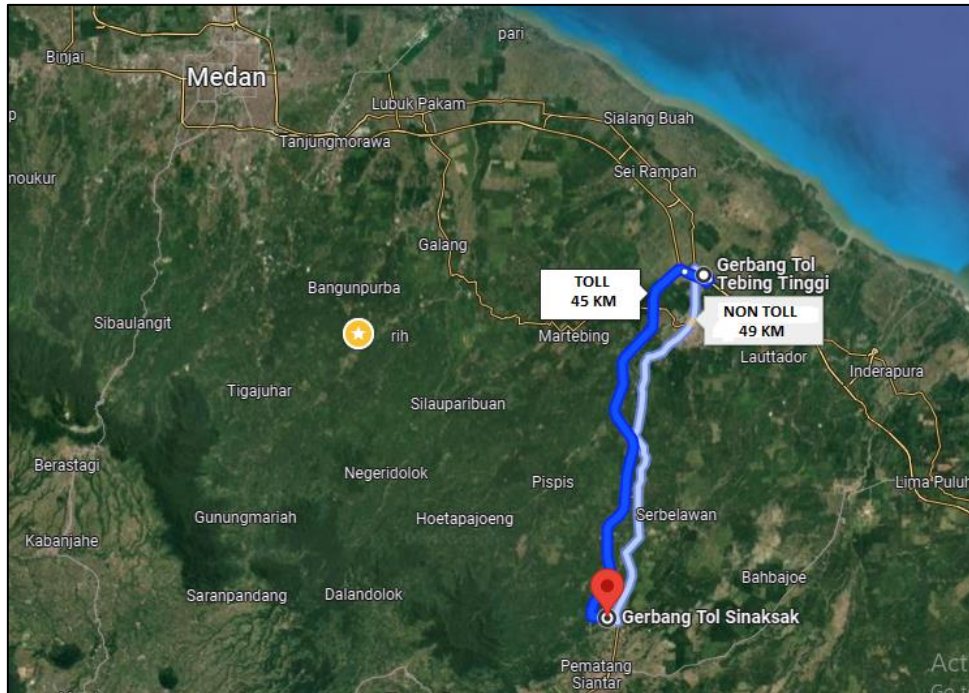 pari
Binjai
Medan
Lubuk Pakam
Sialang Buah
Tanjungmorawa
p
noukur
Sei Rampah
Galang
Gerbang Tol
Tebing Tinggi
TOLL
45 KM
Bangunpurba
NON TOLL
49 KM
Sibaulangit
rih
Martebing
Lauttador
Inderapura
Tigajuhar
Silauparibuan
Berastagi
Negeridolok
Pispis
Lima Puluh
Gunungmariah
Hoetapajoeng
Serbelawan
Kabanjahe
Bahbajoe
Saranpandang
Dalandolok
Gerbang Tol Sinaksak
Pematang
Siantar
Act